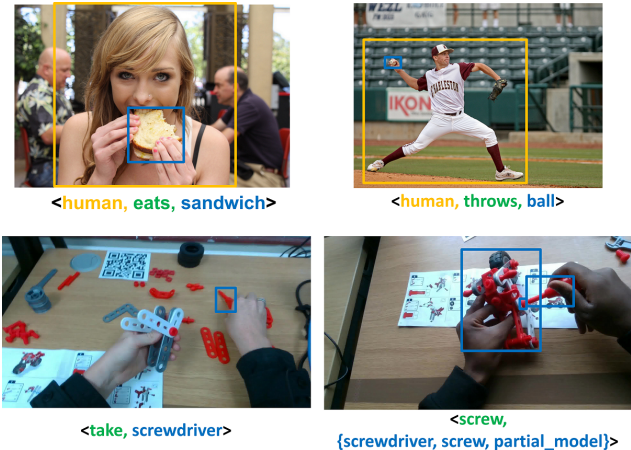 CHARLESTON
IKON
<human, eats, sandwich>
<human, throws, ball>
<take, screwdriver>
<screw,
{screwdriver, screw, partial_model}>